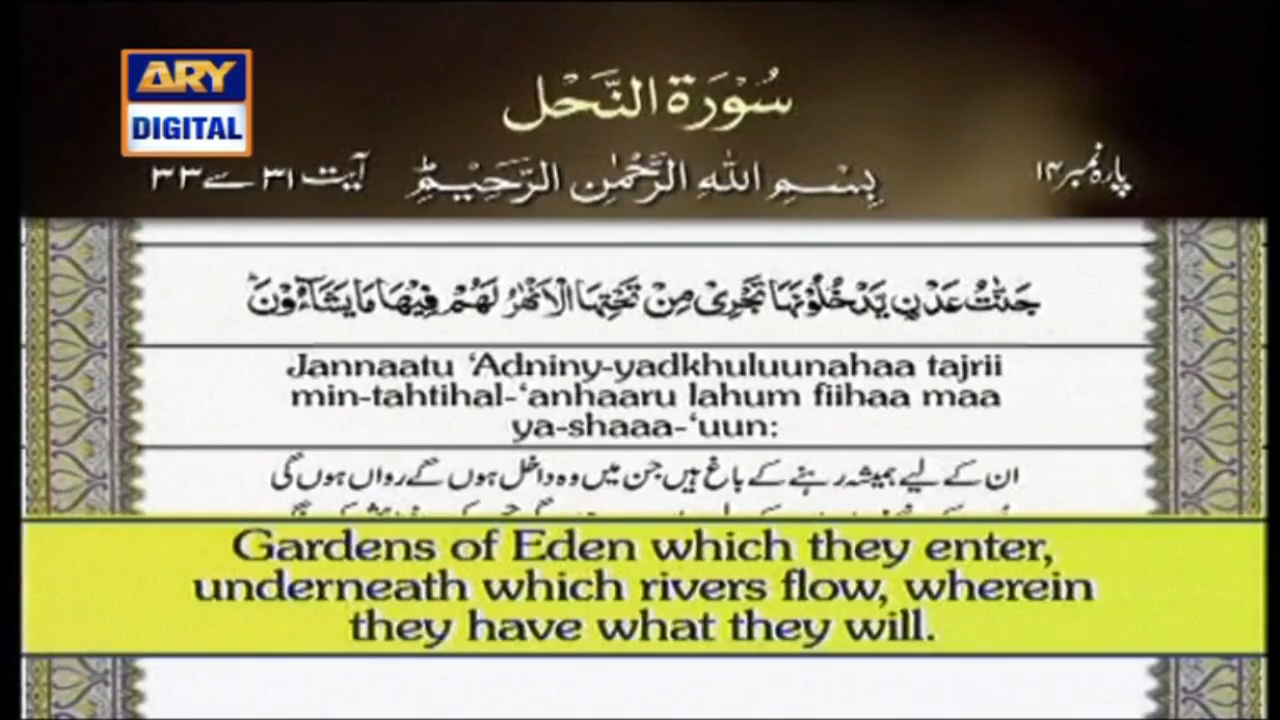 ARY
DIGITAL
سُوْرَةُ النَّحْل
پارہ نمبر ۱۴
بِسْمِ اللهِ الرَّحْمٰنِ الرَّحِيْمِ
آیت ۳۱ سے ۳۳
جَنّٰتُ عَدْنٍ يَّدْخُلُوْنَهَا تَجْرِيْ مِنْ تَحْتِهَا الْاَنْهٰرُ لَهُمْ فِيْهَا مَا يَشَآءُوْنَ ؕ
Jannaatu ‘Adniny-yadkhuluunahaa tajrii
min-tahtihal-‘anhaaru lahum fiihaa maa
ya-shaaa-‘uun:
ان کے لیے ہمیشہ رہنے کے باغ ہیں جن میں وہ داخل ہوں گے رواں ہوں گی
Gardens of Eden which they enter,
underneath which rivers flow, wherein
they have what they will.